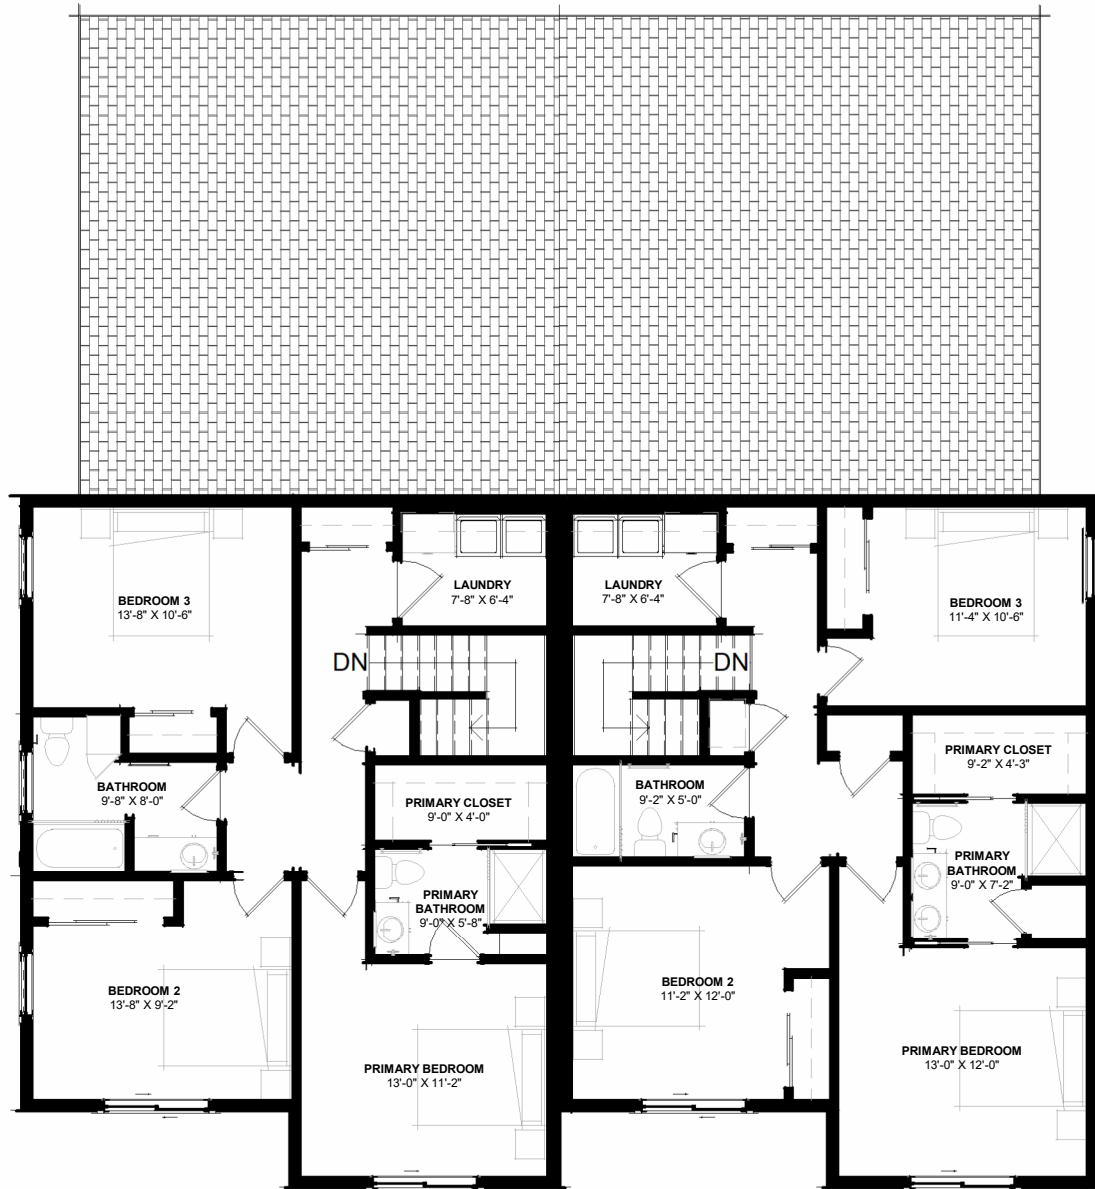 LAUNDRY
7'-8" X 6'-4"
LAUNDRY
7'-8" X 6'-4"
BEDROOM 3
13'-8" X 10'-6"
BEDROOM 3
11'-4" X 10'-6"
DN
DN
PRIMARY CLOSET
9'-2" X 4'-3"
BATHROOM
9'-8" X 8'-0"
BATHROOM
9'-2" X 5'-0"
PRIMARY CLOSET
9'-0" X 4'-0"
PRIMARY
BATHROOM
9'-0" X 7'-2"
PRIMARY
BATHROOM
9'-0" X 5'-8"
BEDROOM 2
13'-8" X 9'-2"
BEDROOM 2
11'-2" X 12'-0"
PRIMARY BEDROOM
13'-0" X 12'-0"
PRIMARY BEDROOM
13'-0" X 11'-2"